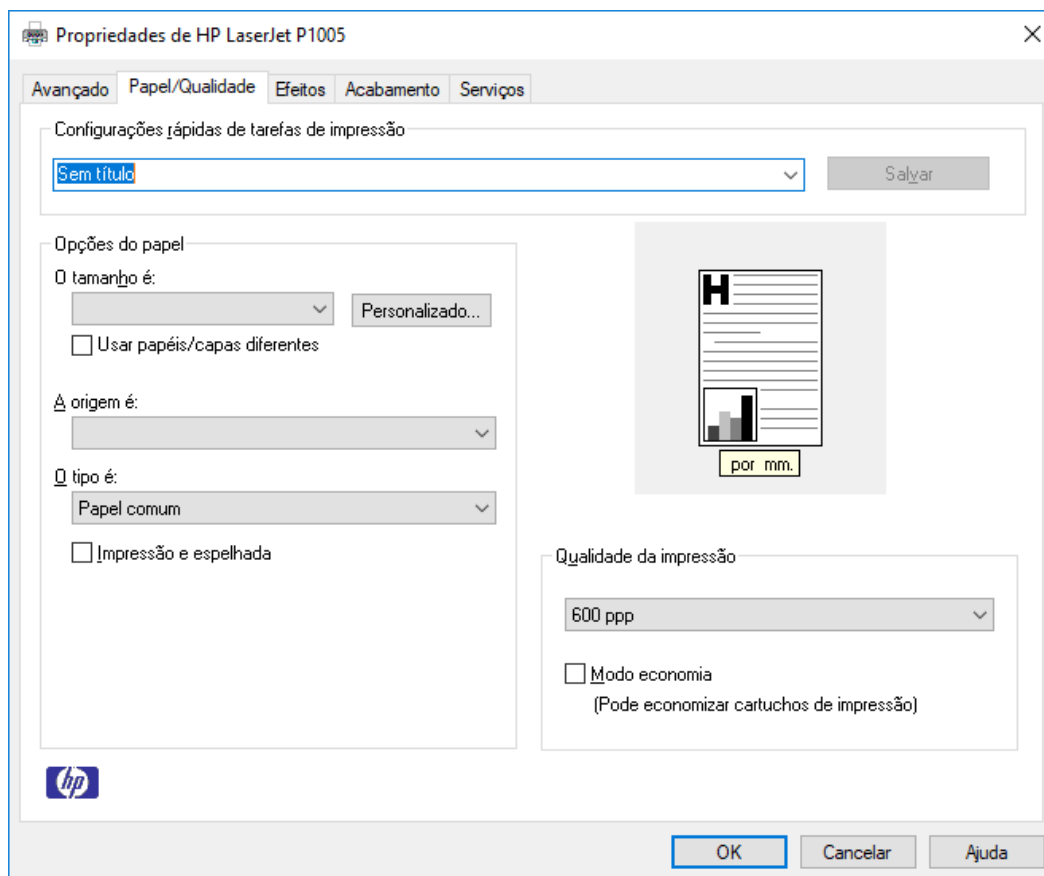 Propriedades de HP LaserJet P1005
Avançado Papel/Qualidade Efeitos Acabamento Serviços
Configurações rápidas de tarefas de impressão
Sem título Salvar
Opções do papel
O tamanho é:
Personalizado...
Usar papéis/capas diferentes
A origem é:
O tipo é:
Papel comum
Impressão e espelhada
H
por mm.
Qualidade da impressão
600 ppp
Modo economia
(Pode economizar cartuchos de impressão)
hp
OK Cancelar Ajuda